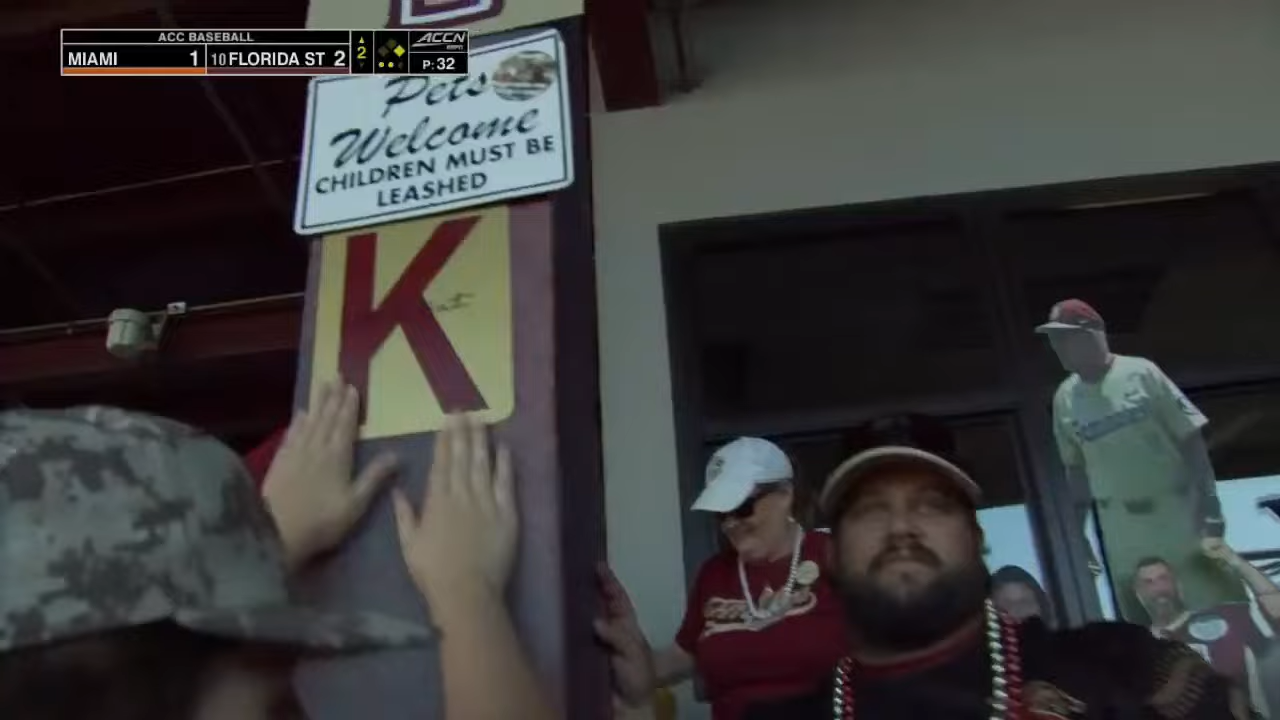 ACC BASEBALL
MIAMI 1 10 FLORIDA ST 2
2
ACCN
P: 32
Pets
Welcome
CHILDREN MUST BE
LEASHED
K